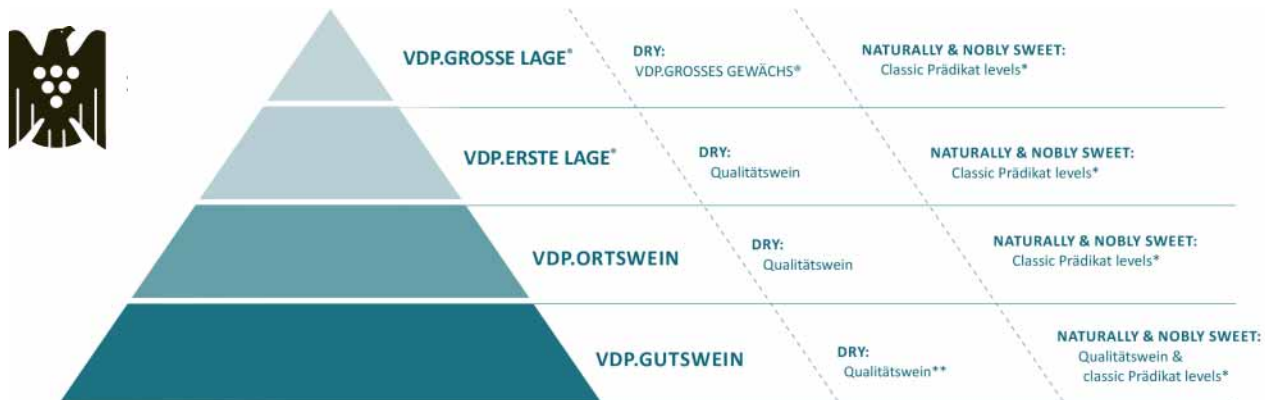 VDP.GROSSE LAGE®
DRY:
VDP.GROSSES GEWÄCHS®
NATURALLY & NOBLY SWEET:
Classic Prädikat levels*
VDP.ERSTE LAGE®
DRY:
Qualitätswein
NATURALLY & NOBLY SWEET:
Classic Prädikat levels*
VDP.ORTSWEIN
DRY:
Qualitätswein
NATURALLY & NOBLY SWEET:
Classic Prädikat levels*
VDP.GUTSWEIN
DRY:
Qualitätswein**
NATURALLY & NOBLY SWEET:
Qualitätswein &
classic Prädikat levels*